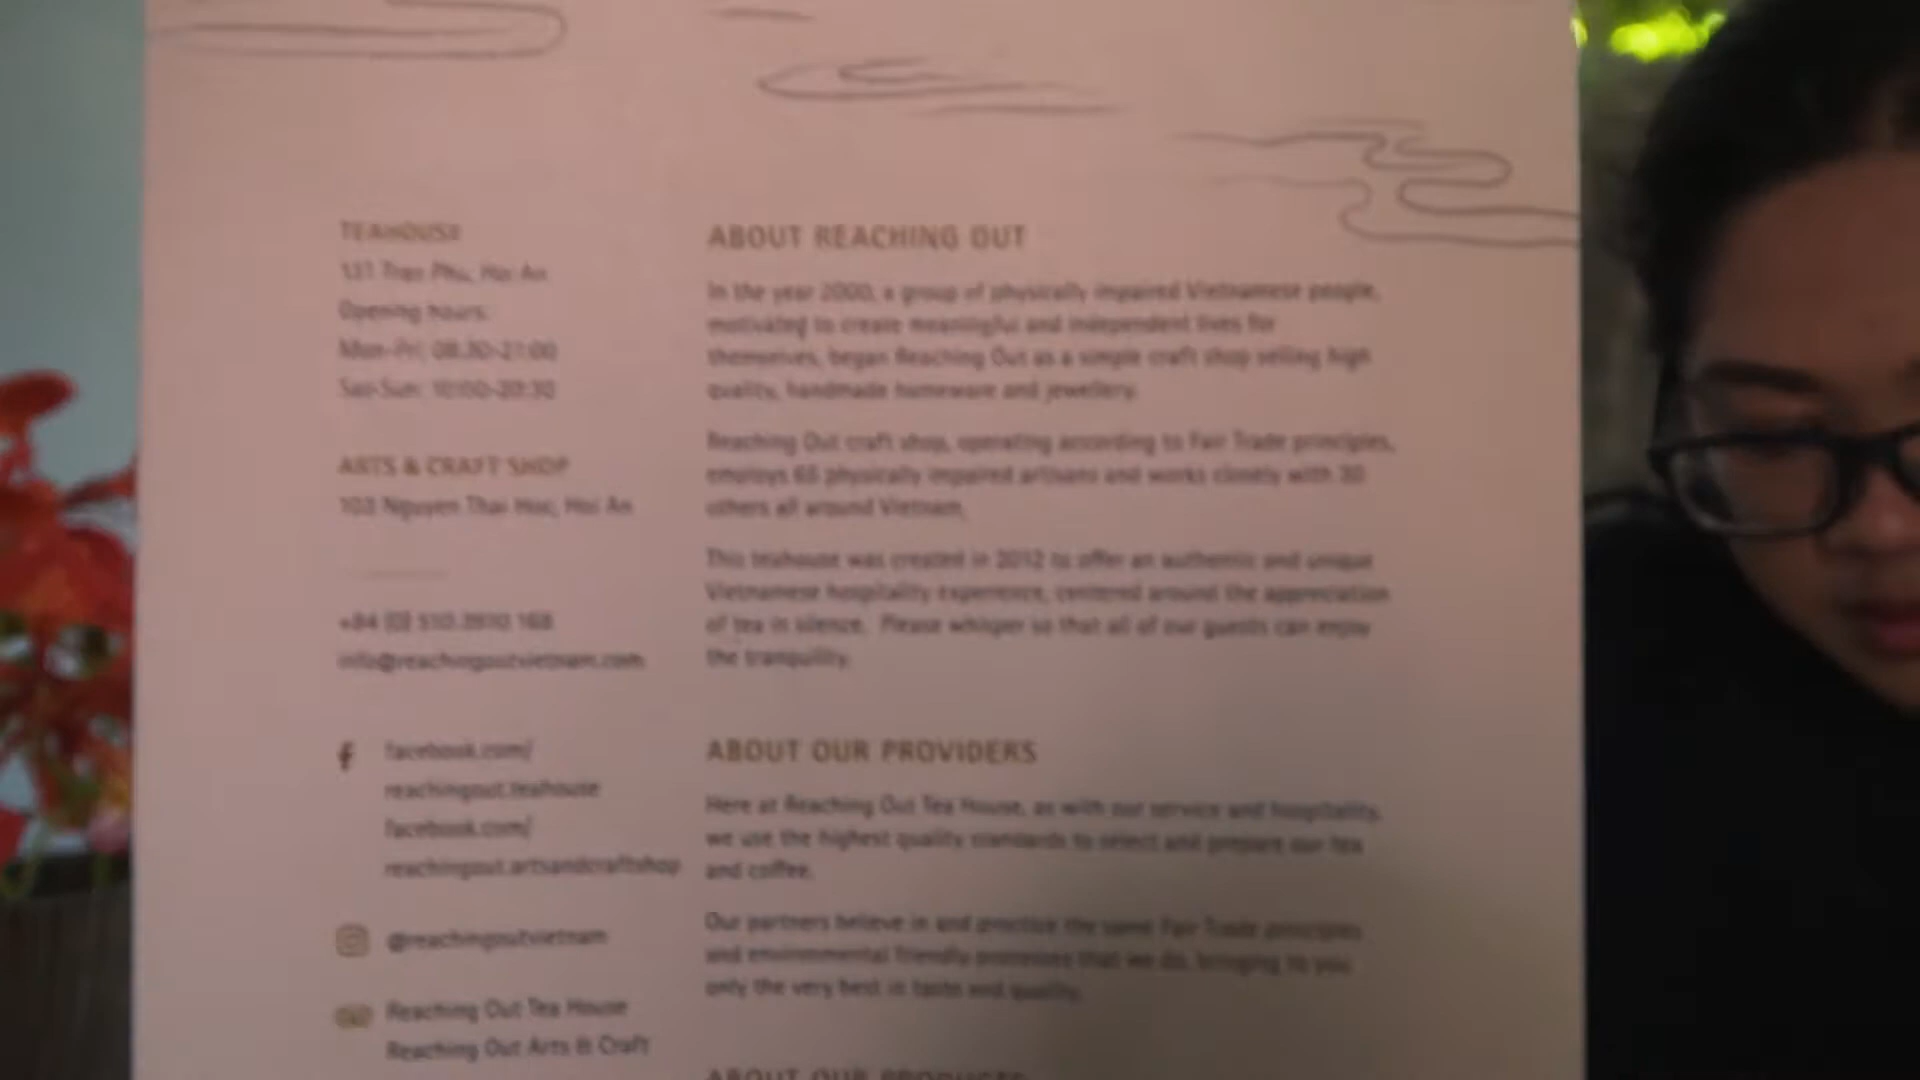 TEAHOUSE
131 Tran Phu, Hoi An
Opening hours:
Mon-Fri: 08:30-21:00
Sat-Sun: 10:00-20:30
ARTS & CRAFT SHOP
103 Nguyen Thai Hoc, Hoi An
+84 (0) 510 3910 168
info@reachingoutvietnam.com
facebook.com/
reachingout.teahouse
facebook.com/
reachingout.artsandcraftshop
@reachingoutvietnam
Reaching Out Tea House
Reaching Out Arts & Craft
ABOUT REACHING OUT
In the year 2000, a group of physically impaired Vietnamese people,
motivated to create meaningful and independent lives for
themselves, began Reaching Out as a simple craft shop selling high
quality, handmade homeware and jewellery.
Reaching Out craft shop, operating according to Fair Trade principles,
employs 65 physically impaired artisans and works closely with 30
others all around Vietnam.
This teahouse was created in 2012 to offer an authentic and unique
Vietnamese hospitality experience, centered around the appreciation
of tea in silence. Please whisper so that all of our guests can enjoy
the tranquility.
ABOUT OUR PROVIDERS
Here at Reaching Out Tea House, as with our service and hospitality,
we use the highest quality standards to select and prepare our tea
and coffee.
Our partners believe in and practice the same Fair Trade principles
and environmental friendly processes that we do, bringing to you
only the very best in taste and quality.
ABOUT OUR PRODUCTS